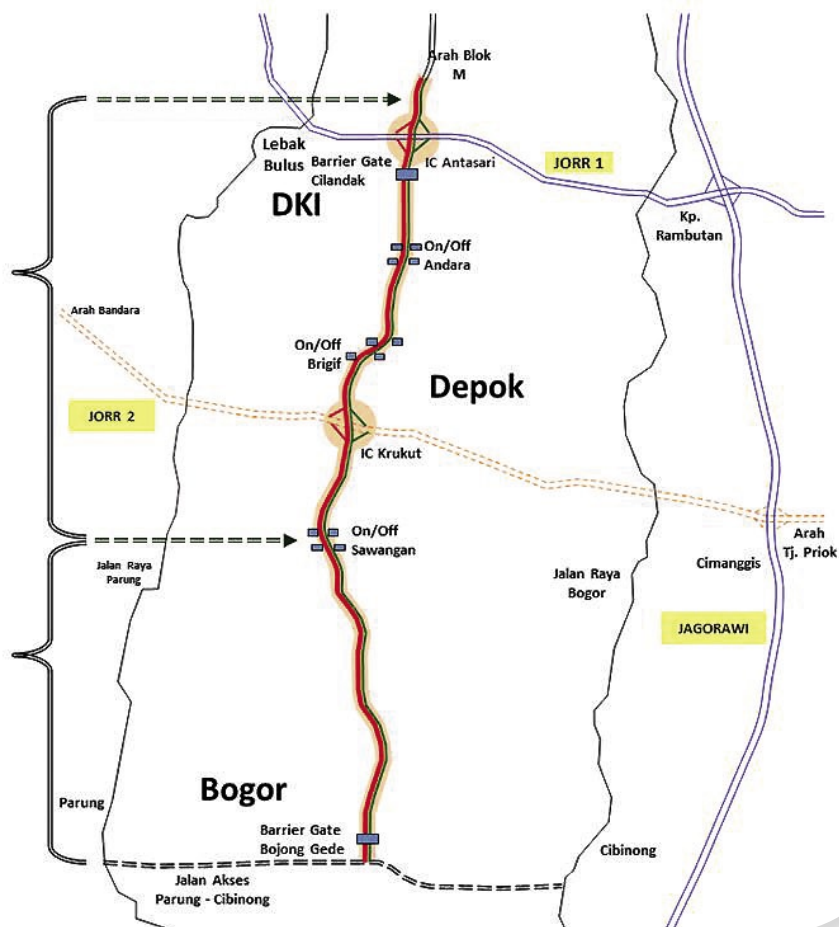 Arah Blok
M
Lebak
Bulus
Barrier Gate
Cilandak
IC Antasari
JORR 1
DKI
Kp.
Rambutan
On/Off
Andara
Arah Bandara
On/Off
Brigif
Depok
JORR 2
IC Krukut
On/Off
Sawangan
Arah
Tj. Priok
Jalan Raya
Parung
Jalan Raya
Bogor
Cimanggis
JAGORAWI
Bogor
Parung
Barrier Gate
Bojong Gede
Cibinong
Jalan Akses
Parung - Cibinong